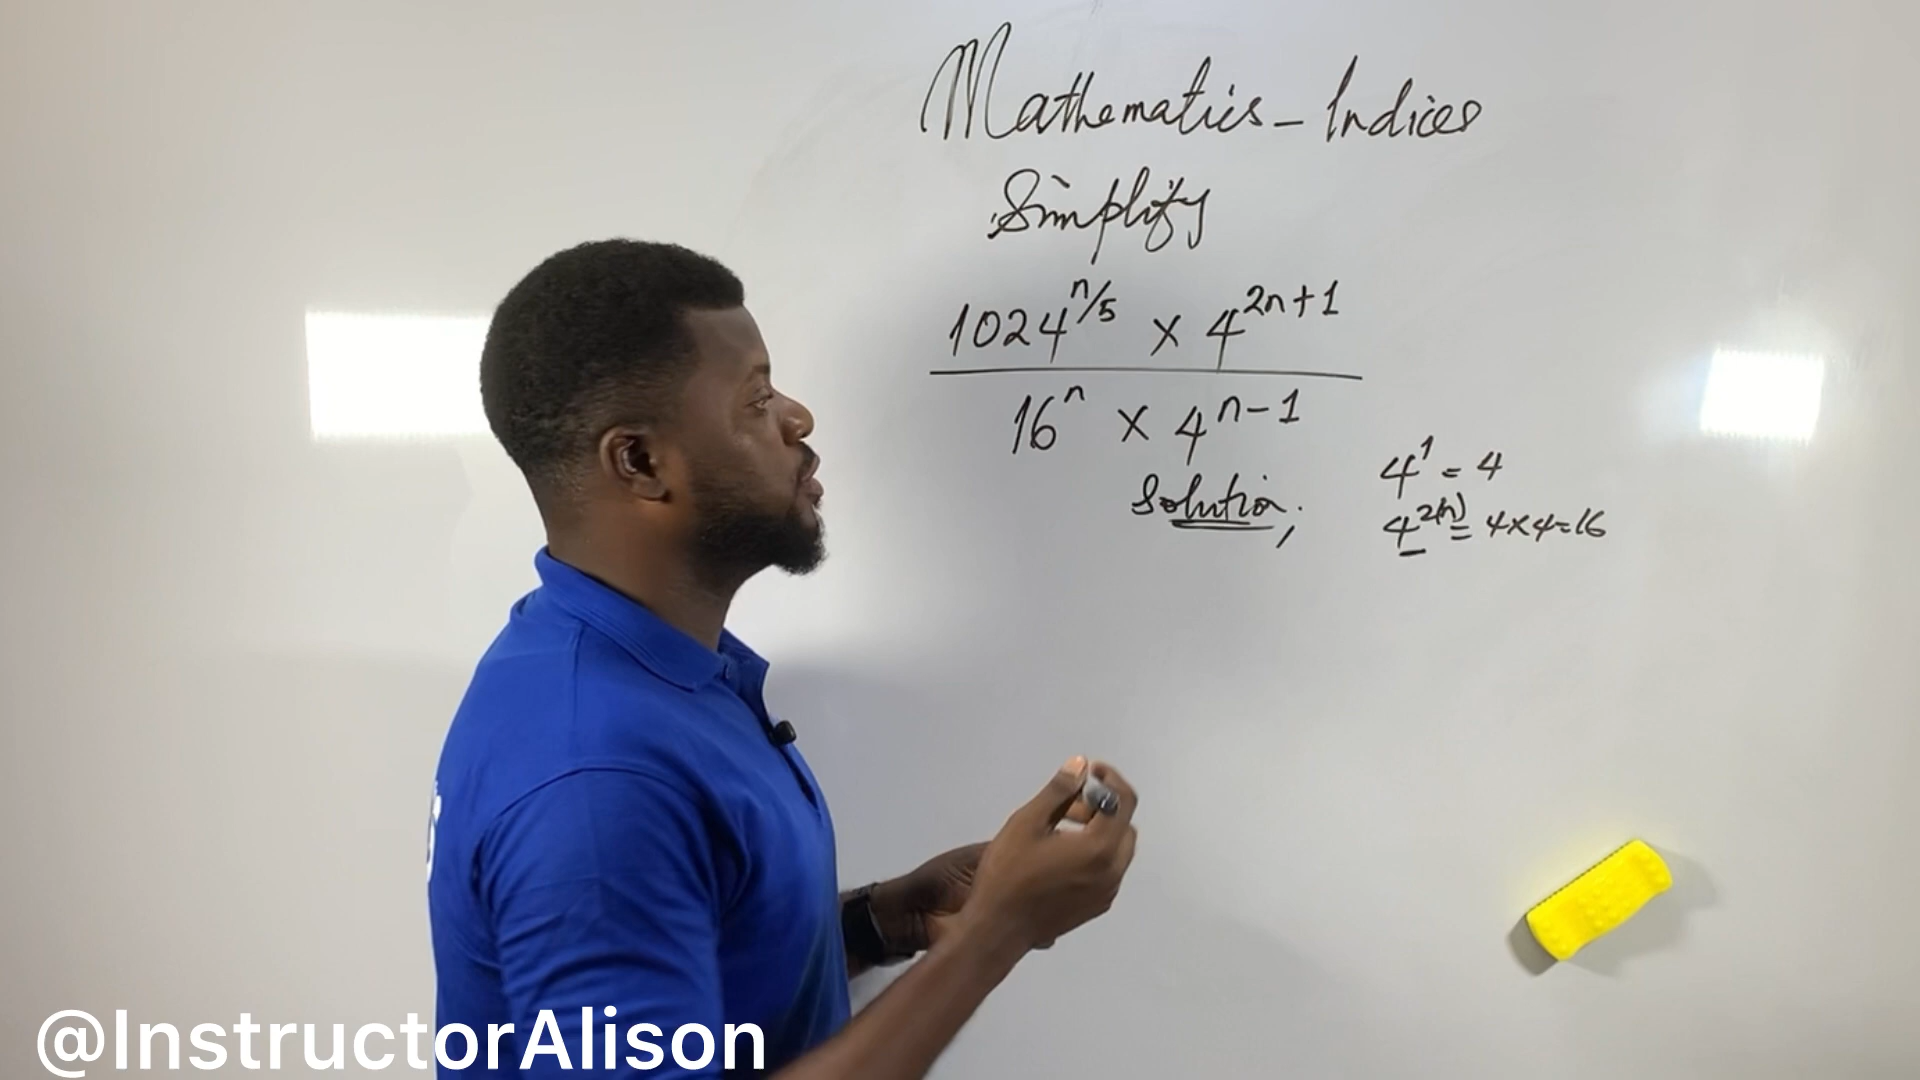 Mathematics - Indices
Simplify
1024^{n/5} × 4^{2n+1}
16^n × 4^{n-1}
Solution;
4^1 = 4
4^{2(n)} = 4×4=16
@InstructorAlison